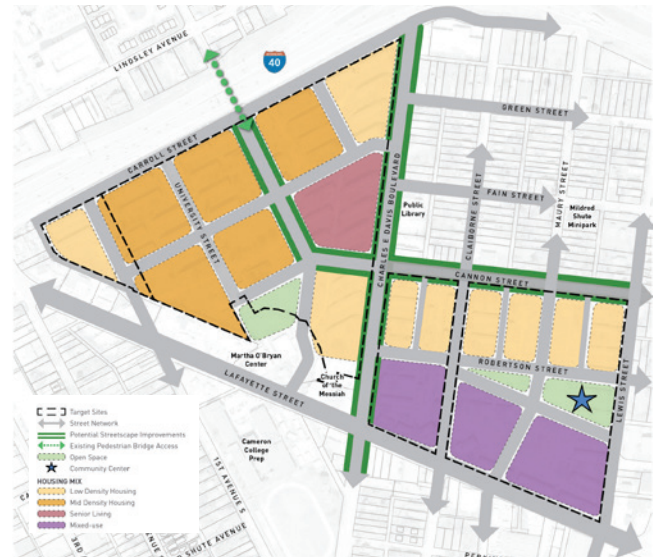 LINDSLEY AVENUE
40
CARROLL STREET
GREEN STREET
UNIVERSITY STREET
CHARLES E DAVIS BOULEVARD
CLAIBORNE STREET
MAURY STREET
FAIN STREET
Public
Library
Mildred
Shute
Minipark
CANNON STREET
Martha O'Bryan
Center
ROBERTSON STREET
Church
of the
Messiah
LAFAYETTE STREET
LEWIS STREET
Cameron
College
Prep
1ST AVENUE S
SHUTE AVENUE
Target Sites
Street Network
Potential Streetscape Improvements
Existing Pedestrian Bridge Access
Open Space
Community Center
HOUSING MIX
Low Density Housing
Mid Density Housing
Senior Living
Mixed-use